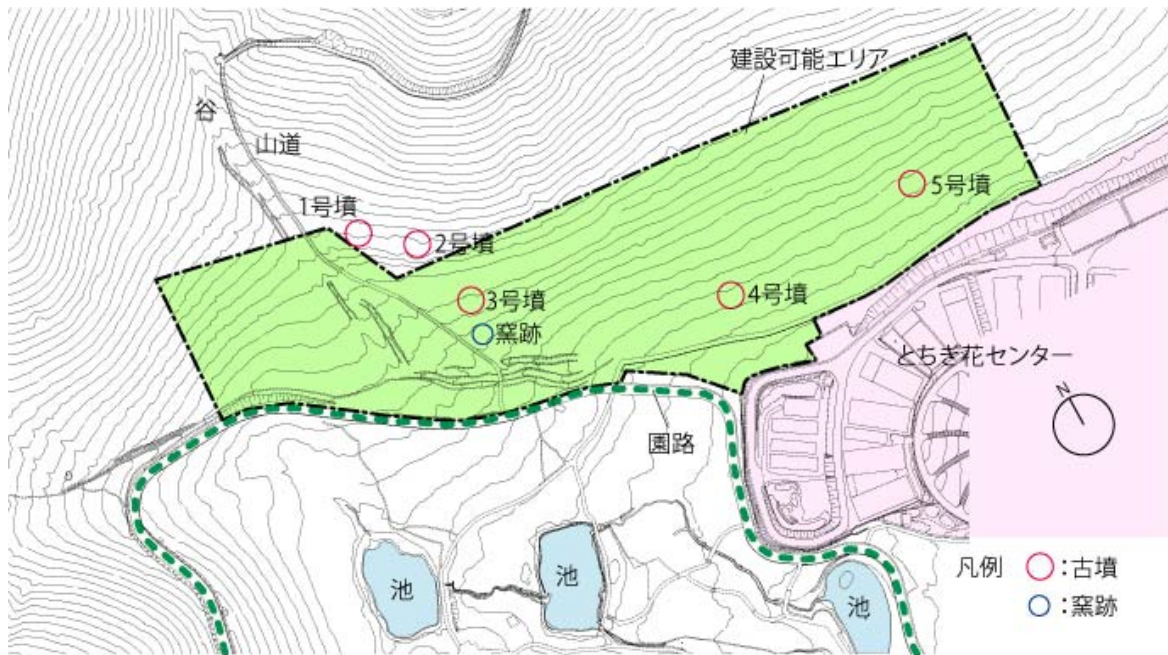 建設可能エリア
谷
山道
1号墳
2号墳
5号墳
3号墳
4号墳
窯跡
とちぎ花センター
N
園路
池
池
池
凡例
:古墳
:窯跡